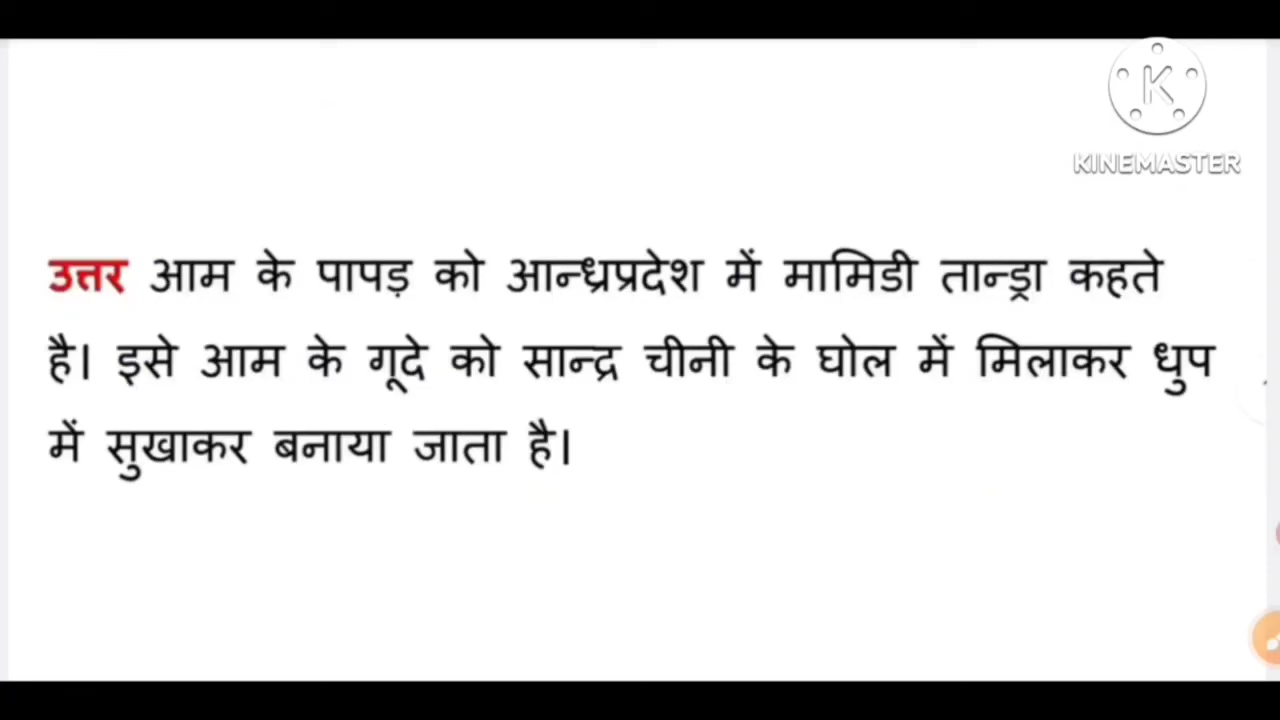 K
KINEMASTER
उत्तर आम के पापड़ को आन्ध्रप्रदेश में मामिडी तान्ड्रा कहते
है। इसे आम के गूदे को सान्द्र चीनी के घोल में मिलाकर धुप
में सुखाकर बनाया जाता है।